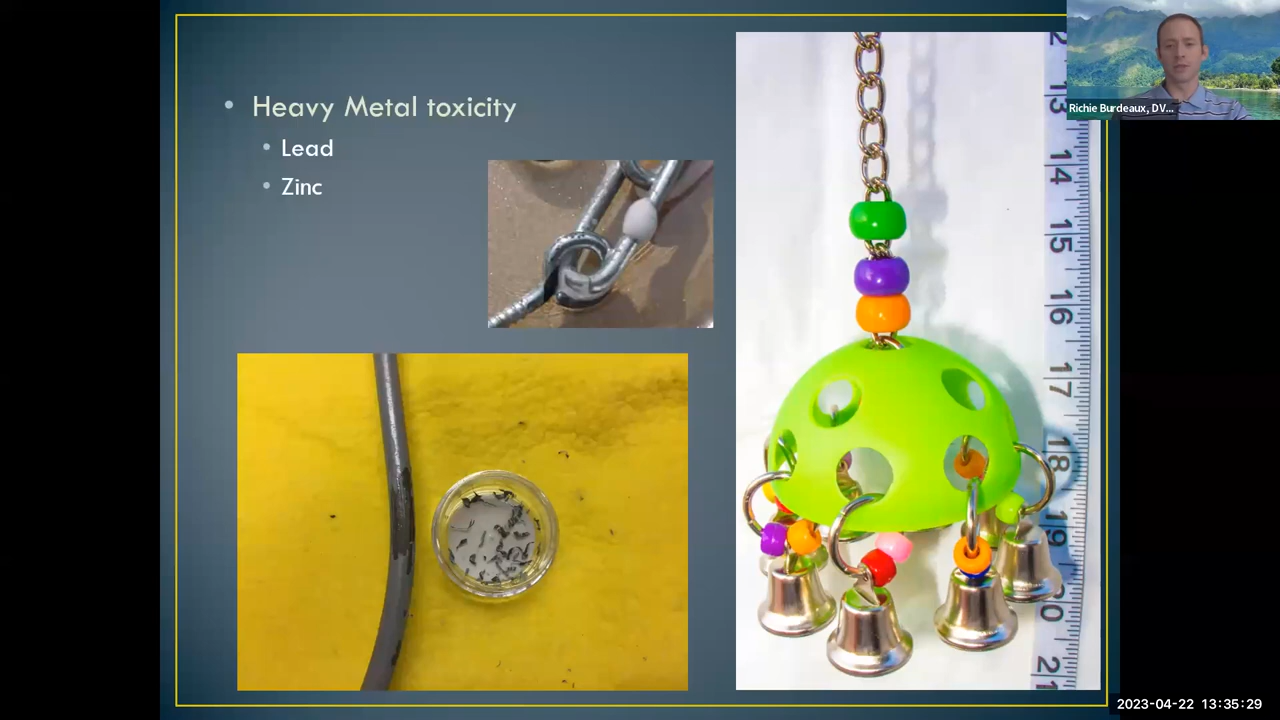 Heavy Metal toxicity
Lead
Zinc
13
14
15
16
17
18
19
20
21
Richie Burdeaux, DV...
2023-04-22 13:35:29